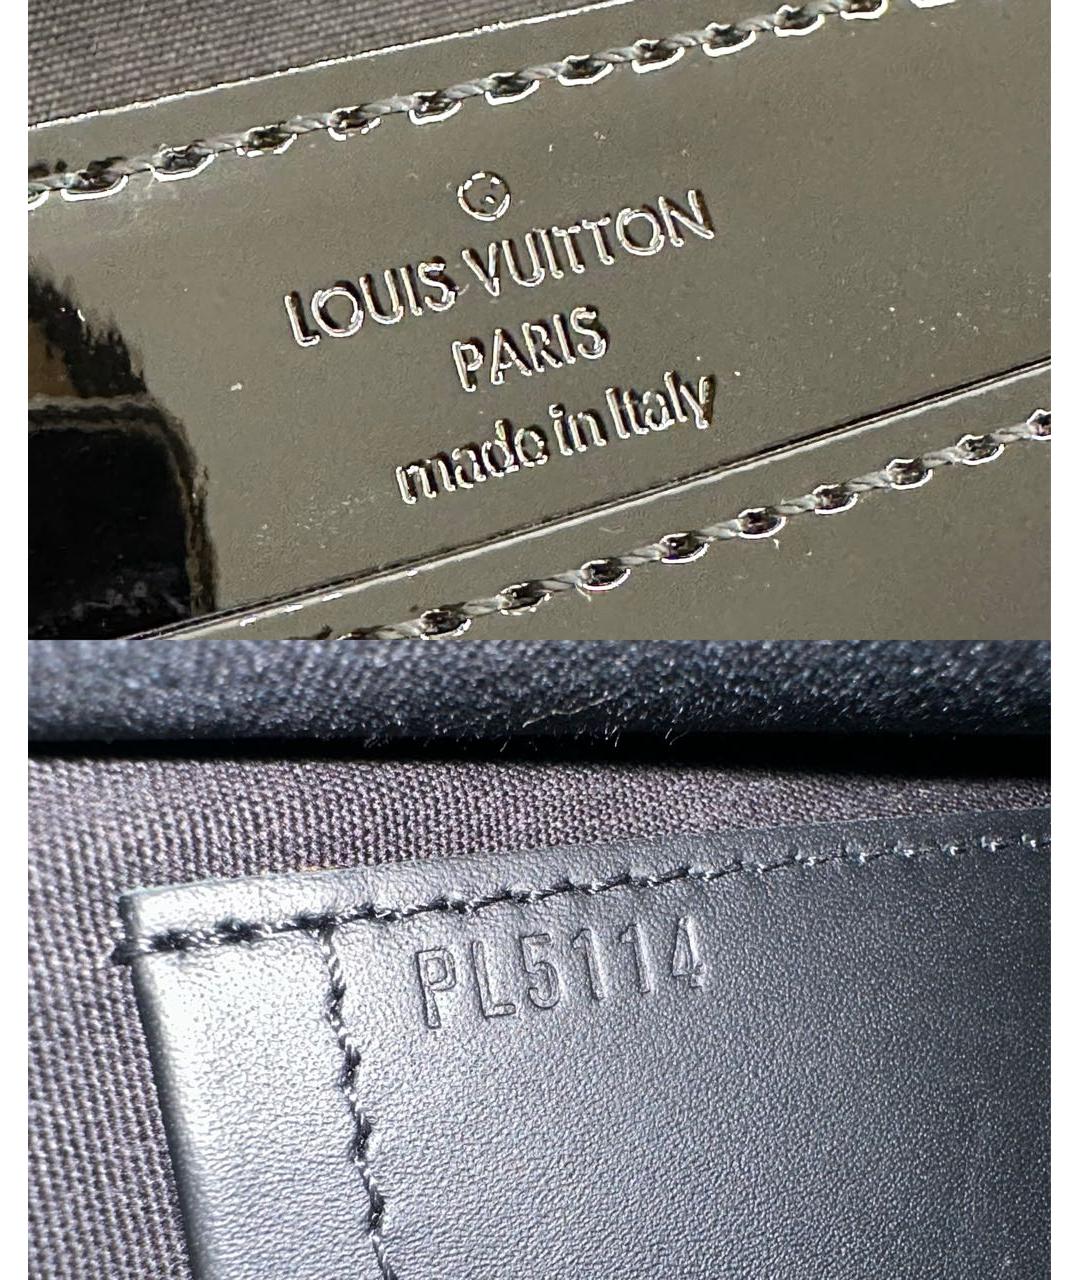 LOUIS VUITTON
PARIS
made in Italy
PL5114